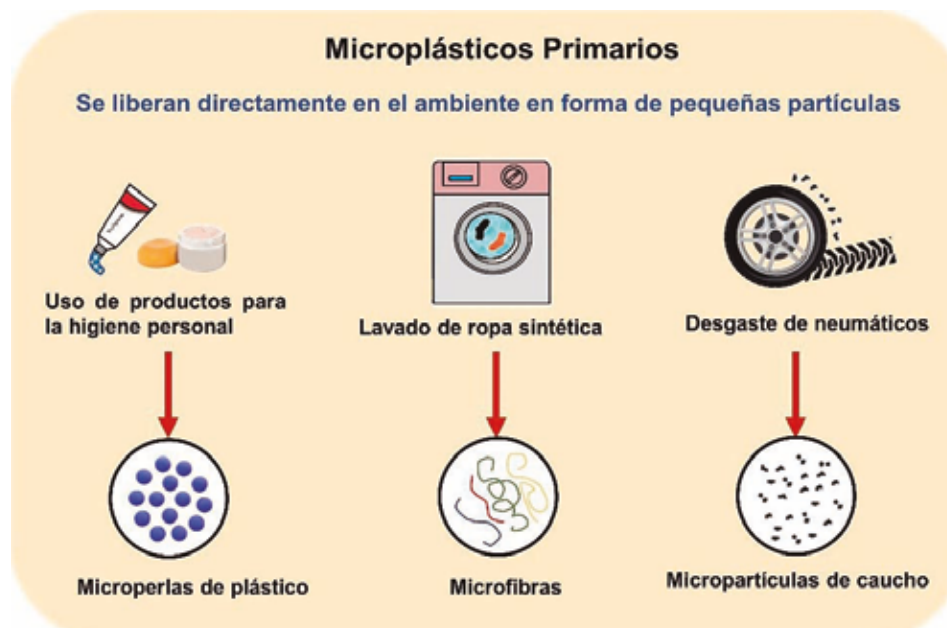 Microplásticos Primarios
Se liberan directamente en el ambiente en forma de pequeñas partículas
Uso de productos para
la higiene personal
Lavado de ropa sintética
Desgaste de neumáticos
Microperlas de plástico
Microfibras
Micropartículas de caucho